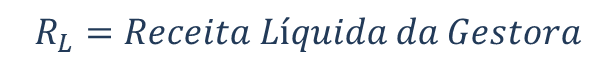 R_L = Receita Líquida da Gestora